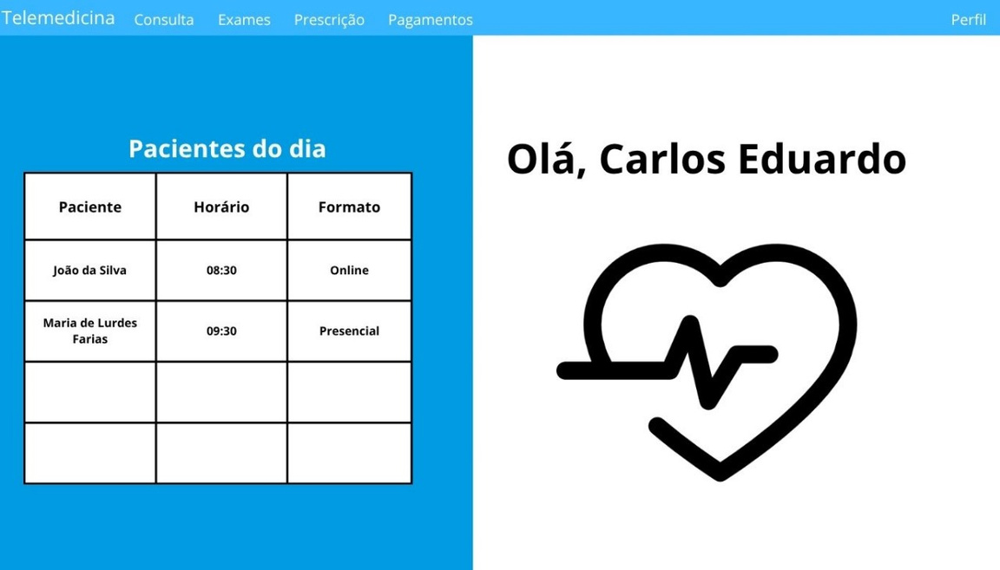 Telemedicina Consulta Exames Prescrição Pagamentos Perfil
Pacientes do dia
Olá, Carlos Eduardo
Paciente Horário Formato
João da Silva 08:30 Online
Maria de Lurdes
Farias 09:30 Presencial